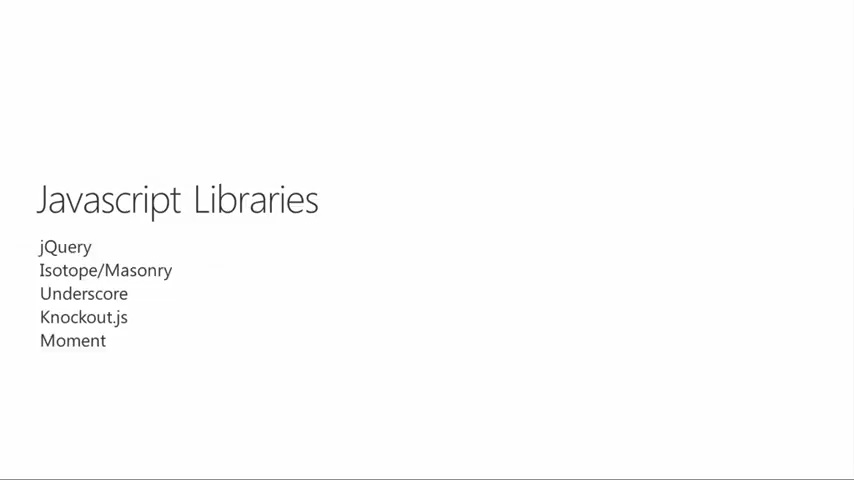 Javascript Libraries
jQuery
Isotope/Masonry
Underscore
Knockout.js
Moment